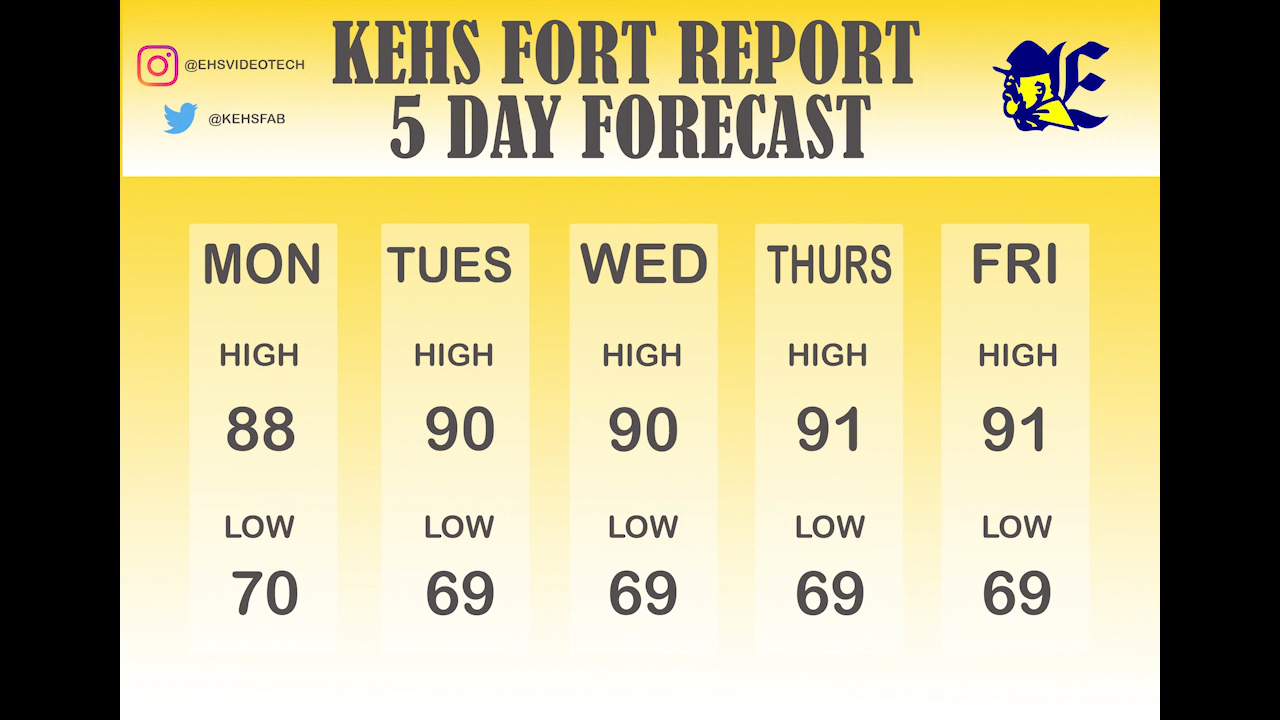 @EHSVIDEOTECH
@KEHSFAB
KEHS FORT REPORT
5 DAY FORECAST
E
MON TUES WED THURS FRI
HIGH HIGH HIGH HIGH HIGH
88 90 90 91 91
LOW LOW LOW LOW LOW
70 69 69 69 69